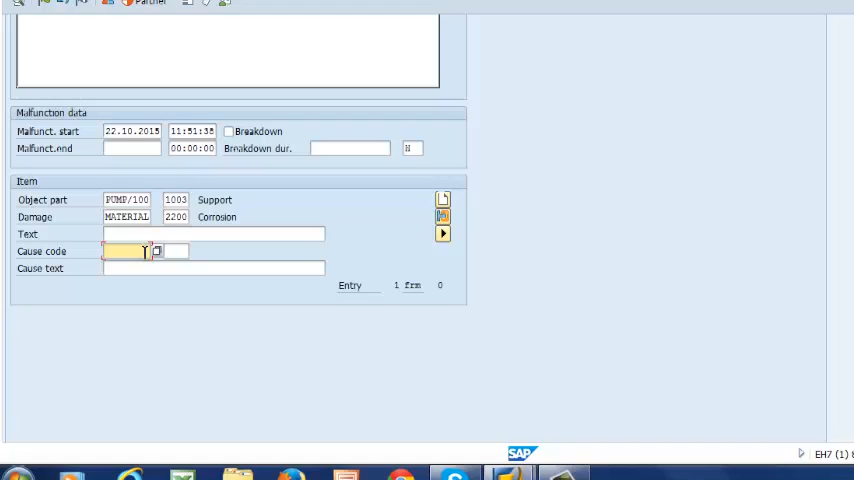 Partner
Malfunction data
Malfunct. start 22.10.2015 11:51:38 Breakdown
Malfunct.end 00:00:00 Breakdown dur. H
Item
Object part PUMP/100 1003 Support
Damage MATERIAL 2200 Corrosion
Text
Cause code
Cause text
Entry 1 frm 0
SAP EH7 (1) 8